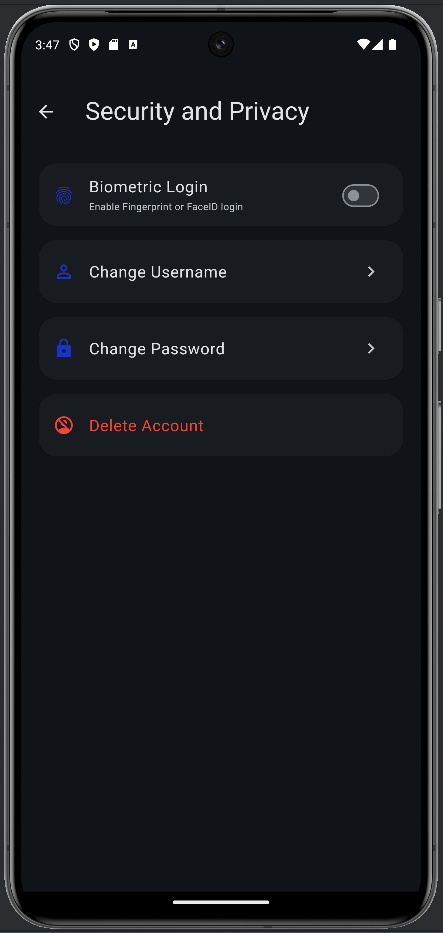 3:47
A
Security and Privacy
Biometric Login
Enable Fingerprint or FaceID login
Change Username
Change Password
Delete Account